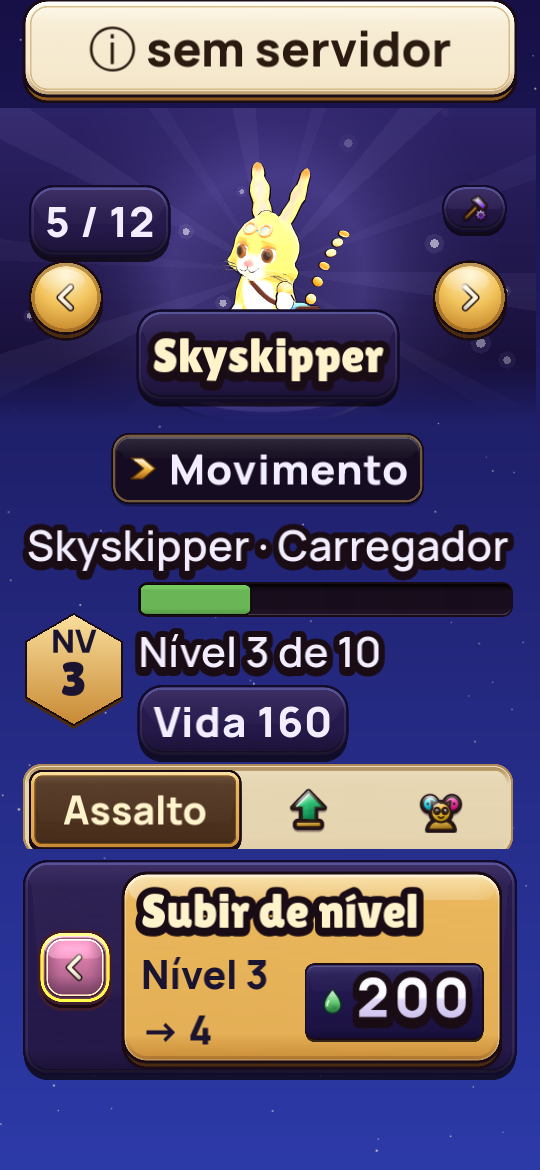 sem servidor
5 / 12
Skyskipper
Movimento
Skyskipper · Carregador
NV
3
Nível 3 de 10
Vida 160
Assalto
Subir de nível
Nível 3
→ 4
200